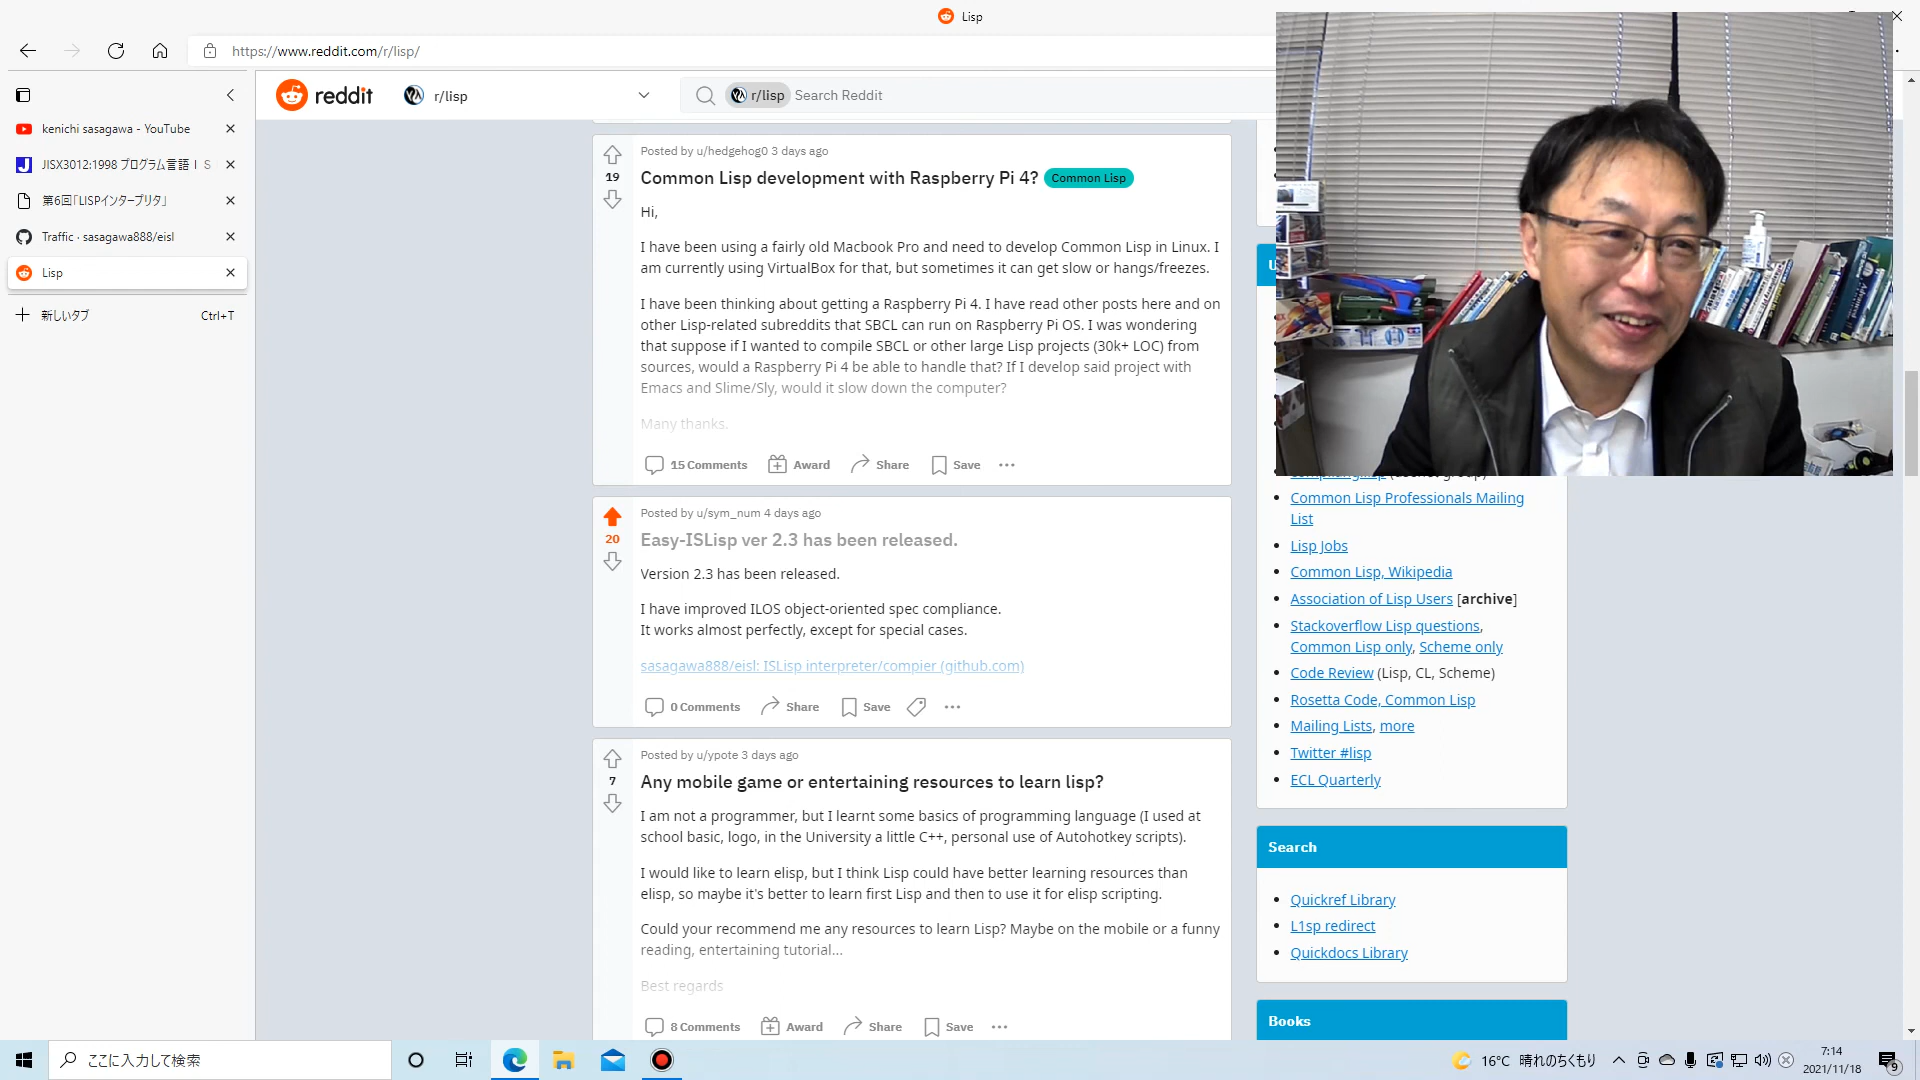 Lisp
https://www.reddit.com/r/lisp/
reddit
r/lisp
r/lisp Search Reddit
kenichi sasagawa - YouTube
JISX3012:1998 プログラム言語ＩＳ
第6回「LISPインタープリタ」
Traffic · sasagawa888/eisl
Lisp
新しいタブ Ctrl+T
Posted by u/hedgehog0 3 days ago
19
Common Lisp development with Raspberry Pi 4? Common Lisp
Hi,
I have been using a fairly old Macbook Pro and need to develop Common Lisp in Linux. I
am currently using VirtualBox for that, but sometimes it can get slow or hangs/freezes.
I have been thinking about getting a Raspberry Pi 4. I have read other posts here and on
other Lisp-related subreddits that SBCL can run on Raspberry Pi OS. I was wondering
that suppose if I wanted to compile SBCL or other large Lisp projects (30k+ LOC) from
sources, would a Raspberry Pi 4 be able to handle that? If I develop said project with
Emacs and Slime/Sly, would it slow down the computer?
Many thanks.
15 Comments Award Share Save
Posted by u/sym_num 4 days ago
20
Easy-ISLisp ver 2.3 has been released.
Version 2.3 has been released.
I have improved ILOS object-oriented spec compliance.
It works almost perfectly, except for special cases.
sasagawa888/eisl: ISLisp interpreter/compier (github.com)
0 Comments Share Save
Posted by u/ypote 3 days ago
7
Any mobile game or entertaining resources to learn lisp?
I am not a programmer, but I learnt some basics of programming language (I used at
school basic, logo, in the University a little C++, personal use of Autohotkey scripts).
I would like to learn elisp, but I think Lisp could have better learning resources than
elisp, so maybe it's better to learn first Lisp and then to use it for elisp scripting.
Could your recommend me any resources to learn Lisp? Maybe on the mobile or a funny
reading, entertaining tutorial...
Best regards
8 Comments Award Share Save
Common Lisp Professionals Mailing
List
Lisp Jobs
Common Lisp, Wikipedia
Association of Lisp Users [archive]
Stackoverflow Lisp questions,
Common Lisp only, Scheme only
Code Review (Lisp, CL, Scheme)
Rosetta Code, Common Lisp
Mailing Lists, more
Twitter #lisp
ECL Quarterly
Search
Quickref Library
L1sp redirect
Quickdocs Library
Books
ここに入力して検索
16°C 晴れのちくもり
7:14
2021/11/18
9